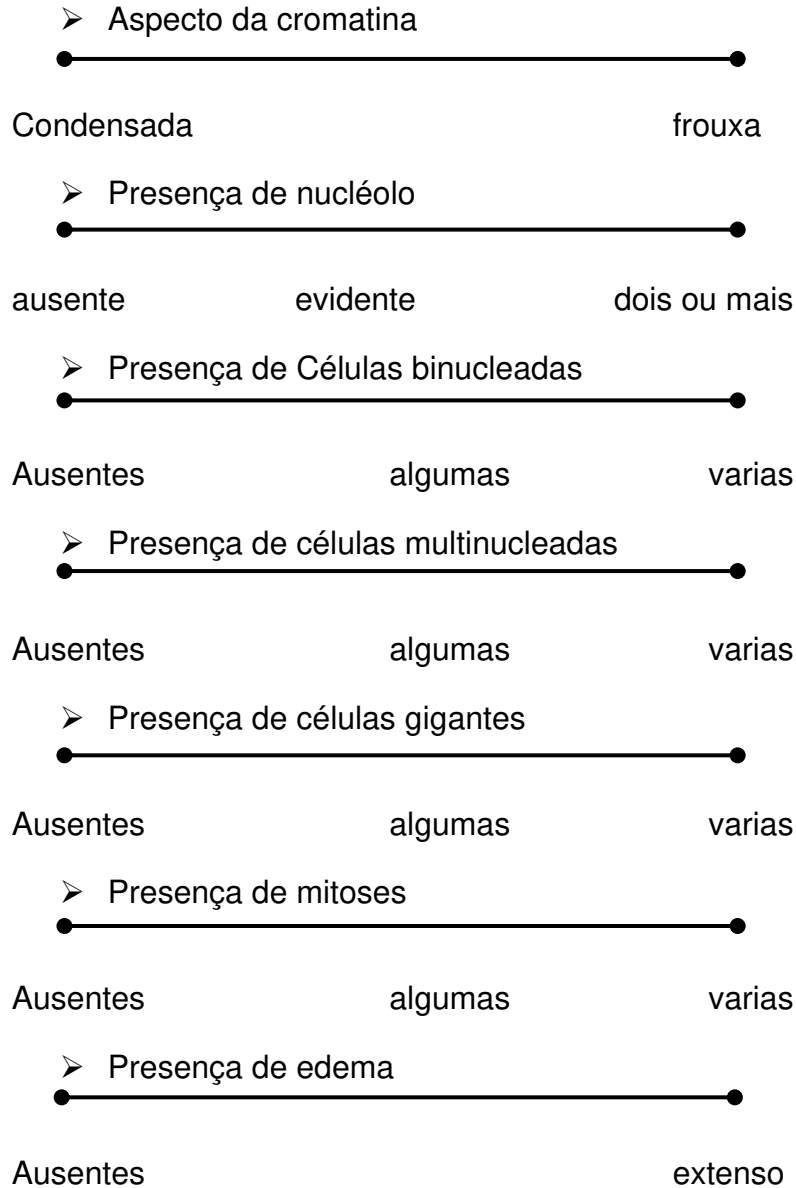 ➢ Aspecto da cromatina
Condensada frouxa
➢ Presença de nucléolo
ausente evidente dois ou mais
➢ Presença de Células binucleadas
Ausentes algumas varias
➢ Presença de células multinucleadas
Ausentes algumas varias
➢ Presença de células gigantes
Ausentes algumas varias
➢ Presença de mitoses
Ausentes algumas varias
➢ Presença de edema
Ausentes extenso